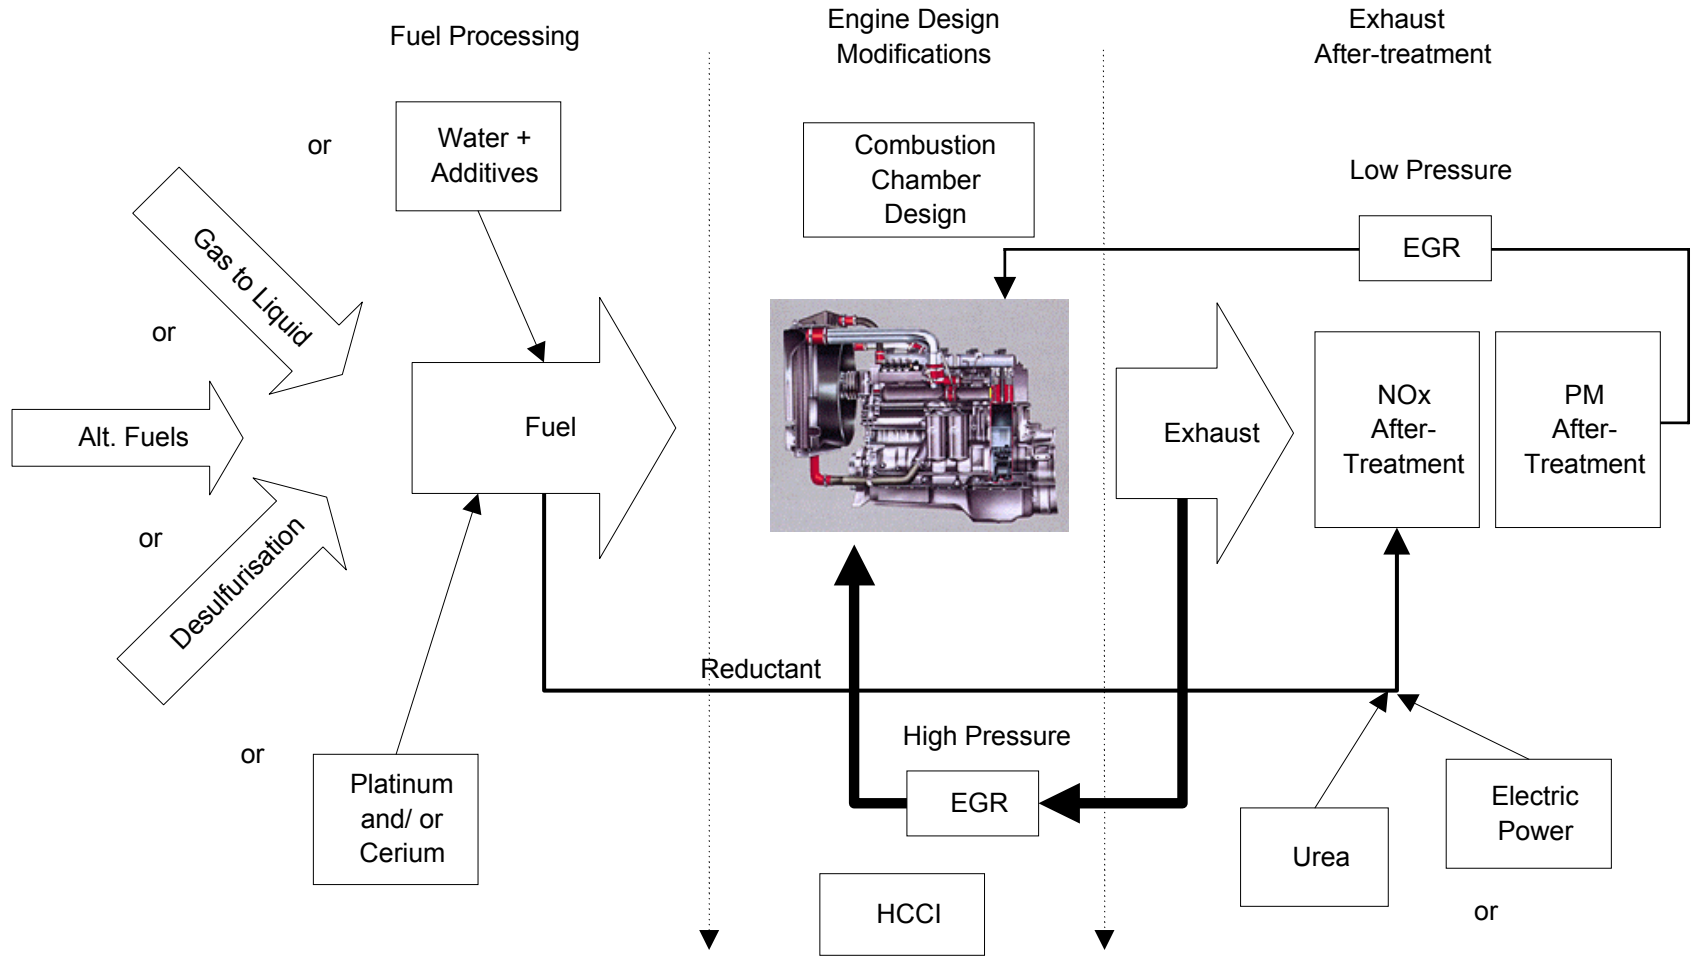 Fuel Processing
Engine Design
Modifications
Exhaust
After-treatment
or
Water +
Additives
Combustion
Chamber
Design
Low Pressure
EGR
Gas to Liquid
or
Alt. Fuels
Fuel
Exhaust
NOx
After-
Treatment
PM
After-
Treatment
or
Desulfurisation
Reductant
or
High Pressure
Platinum
and/ or
Cerium
EGR
Urea
Electric
Power
HCCI
or